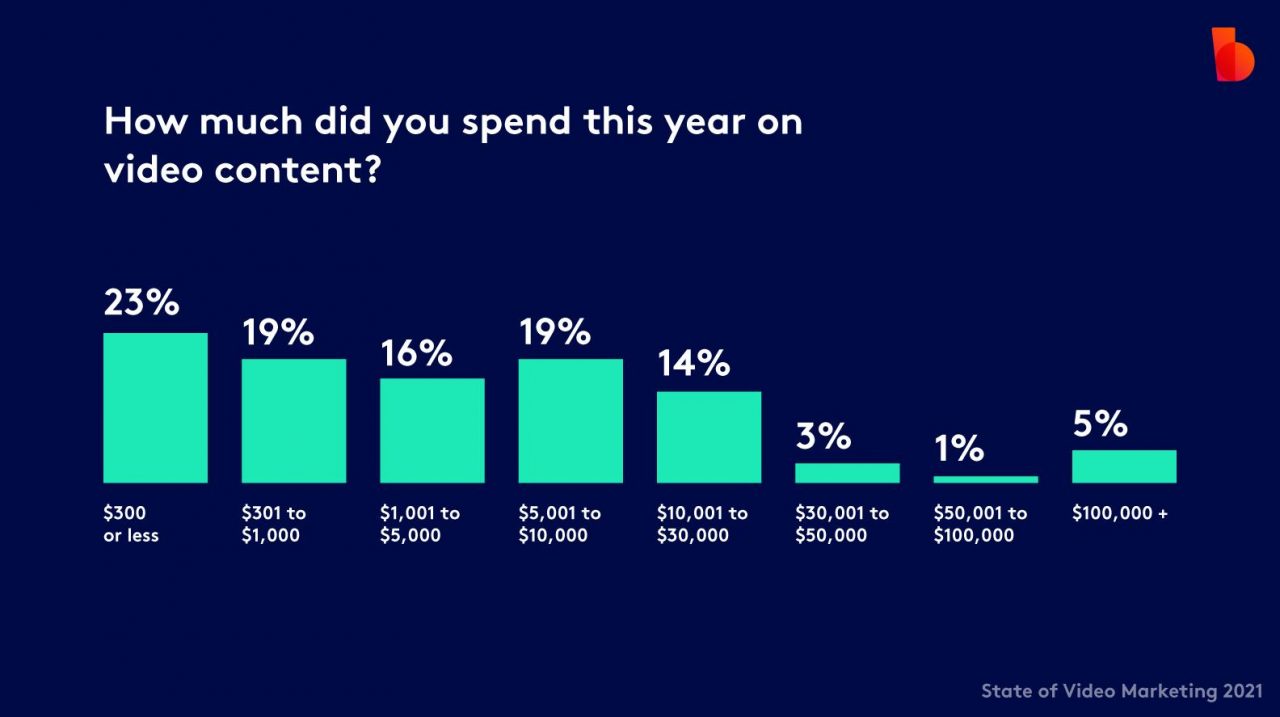 How much did you spend this year on
video content?
23%
19%
16%
19%
14%
3%
1%
5%
$300
or less
$301 to
$1,000
$1,001 to
$5,000
$5,001 to
$10,000
$10,001 to
$30,000
$30,001 to
$50,000
$50,001 to
$100,000
$100,000 +
State of Video Marketing 2021